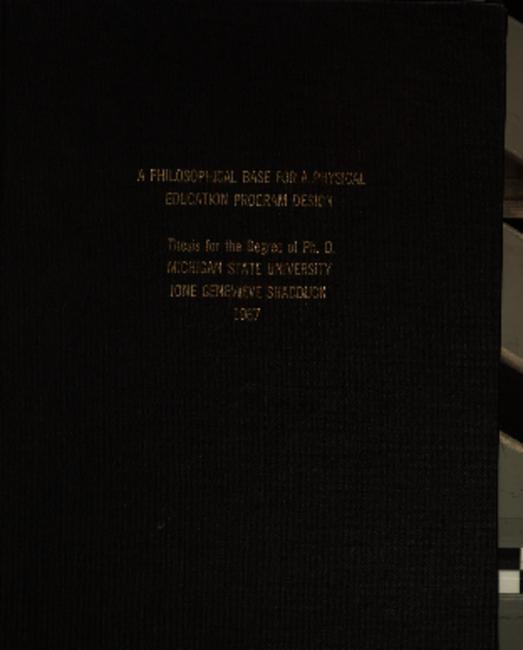 A PHILOSOPHICAL BASE FOR A PHYSICAL
EDUCATION PROGRAM DESIGN
Thesis for the Degree of Ph. D.
MICHIGAN STATE UNIVERSITY
IONE GENEVIEVE SHADDUCK
1967